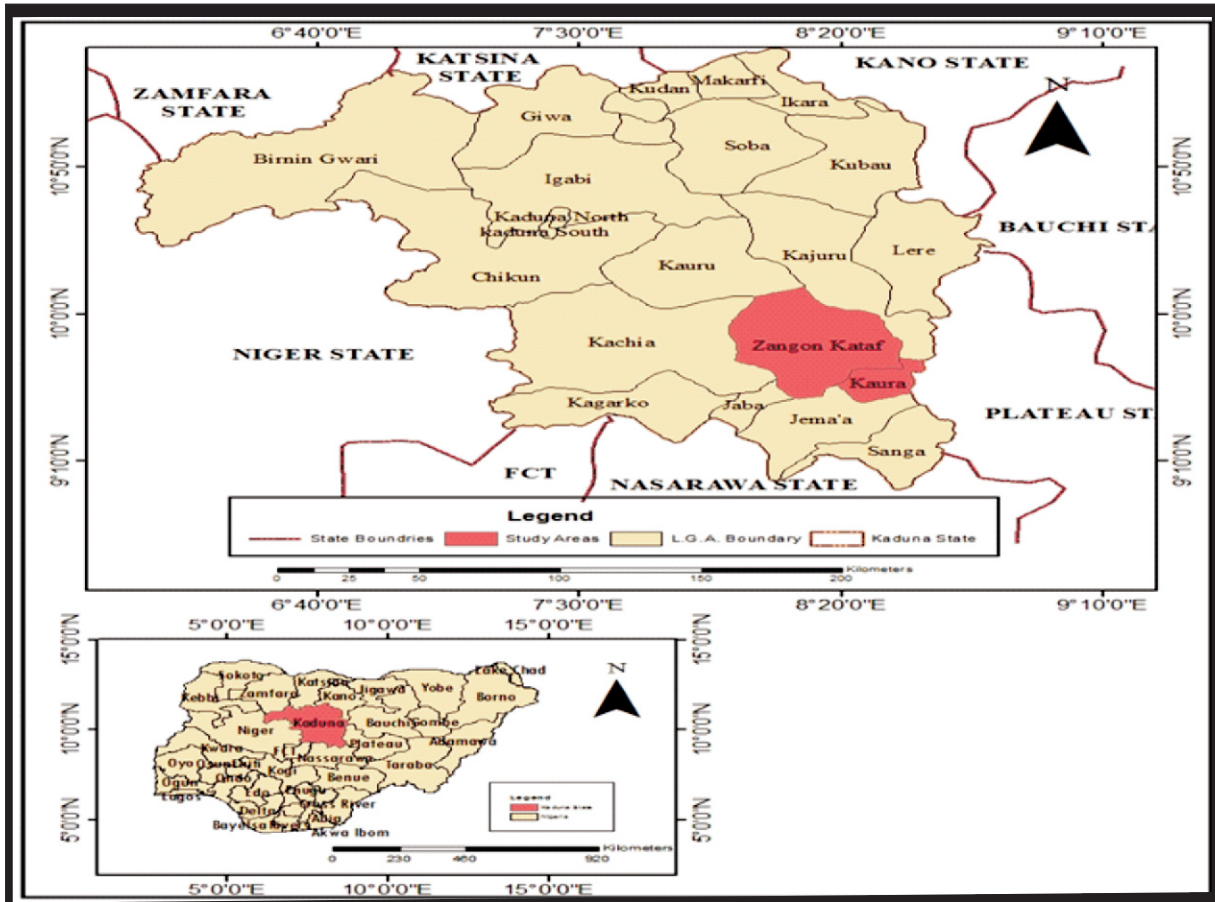 6°40'0"E 7°30'0"E 8°20'0"E 9°10'0"E
KATSINA
STATE
KANO STATE
ZAMFARA
STATE
N
Kudan
Makarfi
Ikara
Giwa
Soba
Birnin Gwari
Kubau
Igabi
10°50'0"N
10°50'0"N
Kaduna North
kaduna South
BAUCHI STA
Kauru
Kajuru
Lere
Chikun
10°0'0"N
10°0'0"N
NIGER STATE
Kachia
Zangon Kataf
Kaura
Kagarko
Jaba
Jema'a
PLATEAU ST
Sanga
9°10'0"N
9°10'0"N
FCT
NASARAWA STATE
Legend
State Boundries Study Areas L.G.A. Boundary Kaduna State
Kilometers
0 25 50 100 150 200
6°40'0"E 7°30'0"E 8°20'0"E 9°10'0"E
5°0'0"E 10°0'0"E 15°0'0"E
15°0'0"N
15°0'0"N
N
Lake Chad
Sokoto
Katsina
Zamfara
Kano
Jigawa
Yobe
Kebbi
Borno
Kaduna
Bauchi
Gombe
10°0'0"N
10°0'0"N
Niger
Plateau
Adamawa
Kwara
FCT
Nassarawa
Taraba
Oyo
Osun
Ekiti
Kogi
Benue
Ondo
Ogun
Edo
Enugu
Lagos
Cross River
Delta
Abia
Bayelsa
Rivers
Akwa Ibom
5°0'0"N
5°0'0"N
Legend
Kaduna State
Nigeria
Kilometers
0 230 460 920
5°0'0"E 10°0'0"E 15°0'0"E